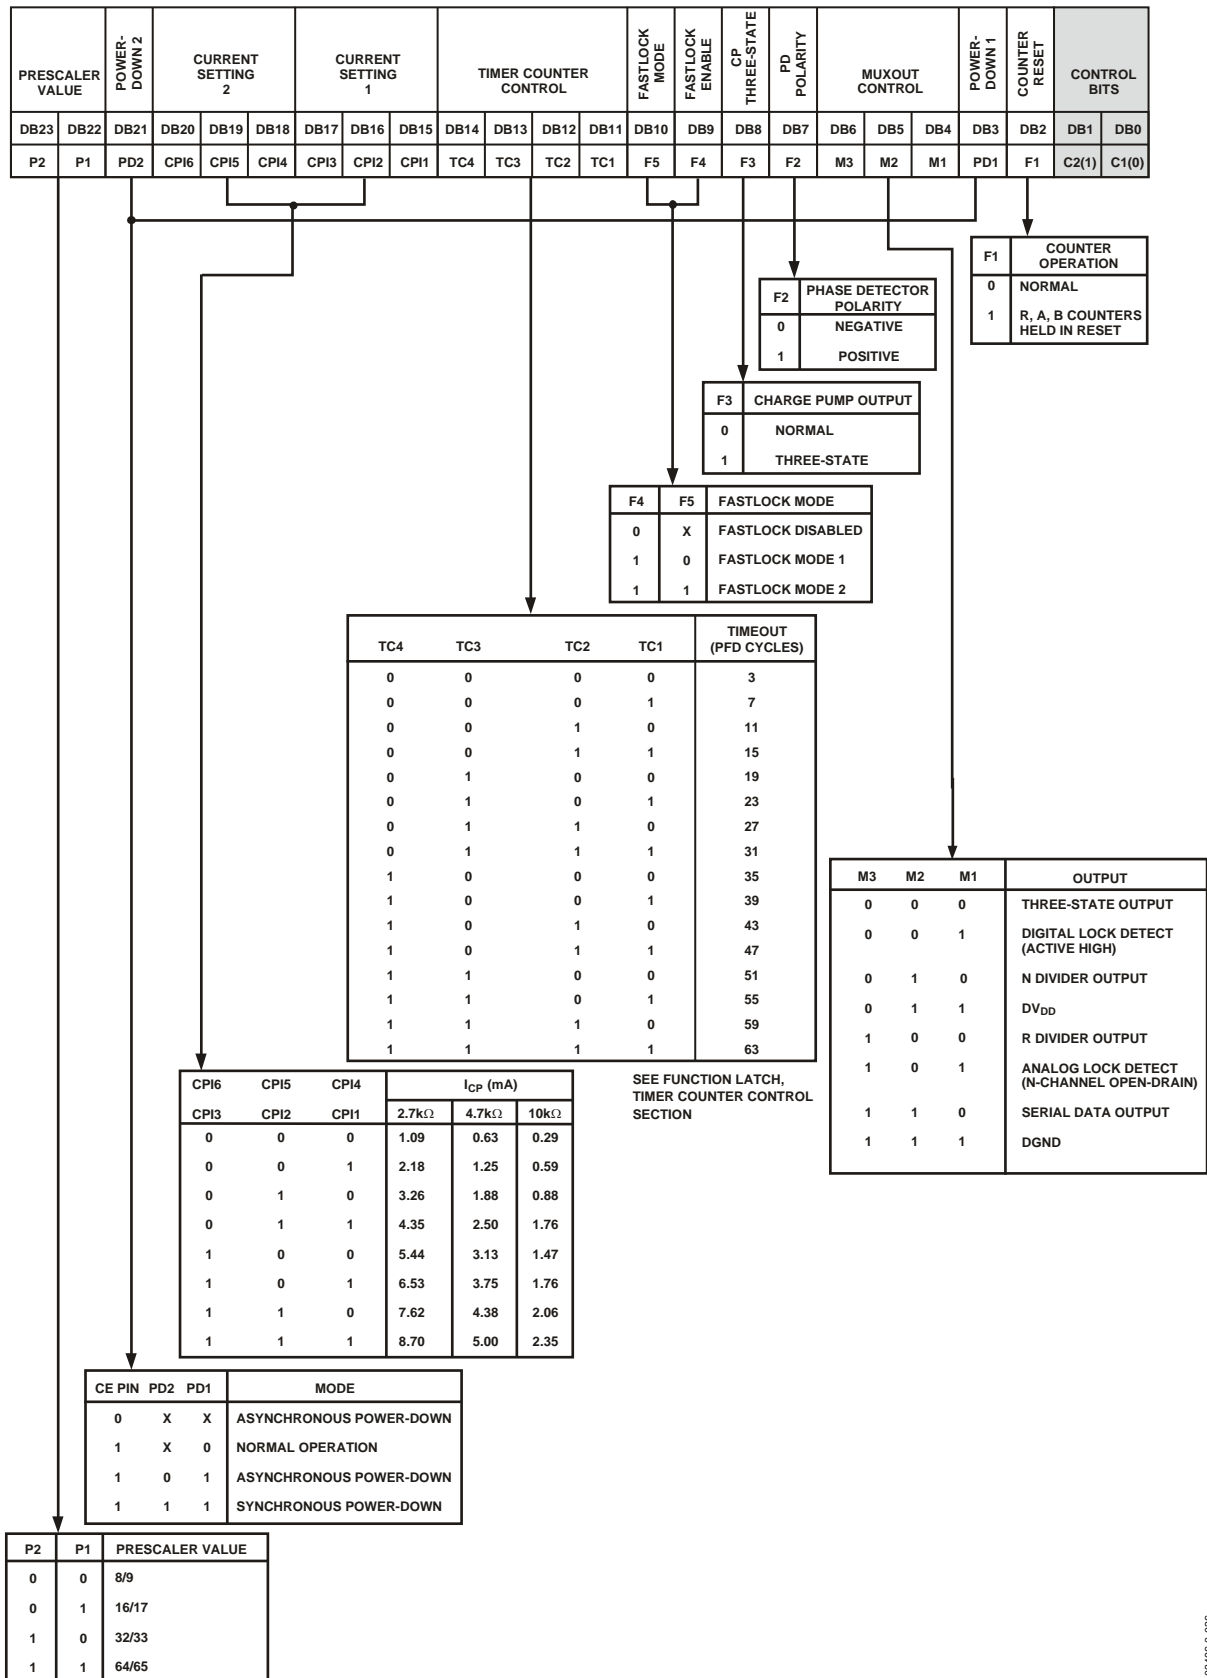 PRESCALER VALUE
POWER-DOWN 2
CURRENT SETTING 2
CURRENT SETTING 1
TIMER COUNTER CONTROL
FASTLOCK MODE
FASTLOCK ENABLE
CP THREE-STATE
PD POLARITY
MUXOUT CONTROL
POWER-DOWN 1
COUNTER RESET
CONTROL BITS
DB23 DB22 DB21 DB20 DB19 DB18 DB17 DB16 DB15 DB14 DB13 DB12 DB11 DB10 DB9 DB8 DB7 DB6 DB5 DB4 DB3 DB2 DB1 DB0
P2 P1 PD2 CPI6 CPI5 CPI4 CPI3 CPI2 CPI1 TC4 TC3 TC2 TC1 F5 F4 F3 F2 M3 M2 M1 PD1 F1 C2(1) C1(0)
F1 COUNTER OPERATION
0 NORMAL
1 R, A, B COUNTERS
HELD IN RESET
F2 PHASE DETECTOR POLARITY
0 NEGATIVE
1 POSITIVE
F3 CHARGE PUMP OUTPUT
0 NORMAL
1 THREE-STATE
F4 F5 FASTLOCK MODE
0 X FASTLOCK DISABLED
1 0 FASTLOCK MODE 1
1 1 FASTLOCK MODE 2
TC4 TC3 TC2 TC1 TIMEOUT (PFD CYCLES)
0 0 0 0 3
0 0 0 1 7
0 0 1 0 11
0 0 1 1 15
0 1 0 0 19
0 1 0 1 23
0 1 1 0 27
0 1 1 1 31
1 0 0 0 35
1 0 0 1 39
1 0 1 0 43
1 0 1 1 47
1 1 0 0 51
1 1 0 1 55
1 1 1 0 59
1 1 1 1 63
SEE FUNCTION LATCH,
TIMER COUNTER CONTROL
SECTION
M3 M2 M1 OUTPUT
0 0 0 THREE-STATE OUTPUT
0 0 1 DIGITAL LOCK DETECT
(ACTIVE HIGH)
0 1 0 N DIVIDER OUTPUT
0 1 1 DVDD
1 0 0 R DIVIDER OUTPUT
1 0 1 ANALOG LOCK DETECT
(N-CHANNEL OPEN-DRAIN)
1 1 0 SERIAL DATA OUTPUT
1 1 1 DGND
CPI6 CPI5 CPI4 ICP (mA)
CPI3 CPI2 CPI1 2.7kΩ 4.7kΩ 10kΩ
0 0 0 1.09 0.63 0.29
0 0 1 2.18 1.25 0.59
0 1 0 3.26 1.88 0.88
0 1 1 4.35 2.50 1.76
1 0 0 5.44 3.13 1.47
1 0 1 6.53 3.75 1.76
1 1 0 7.62 4.38 2.06
1 1 1 8.70 5.00 2.35
CE PIN PD2 PD1 MODE
0 X X ASYNCHRONOUS POWER-DOWN
1 X 0 NORMAL OPERATION
1 0 1 ASYNCHRONOUS POWER-DOWN
1 1 1 SYNCHRONOUS POWER-DOWN
P2 P1 PRESCALER VALUE
0 0 8/9
0 1 16/17
1 0 32/33
1 1 64/65